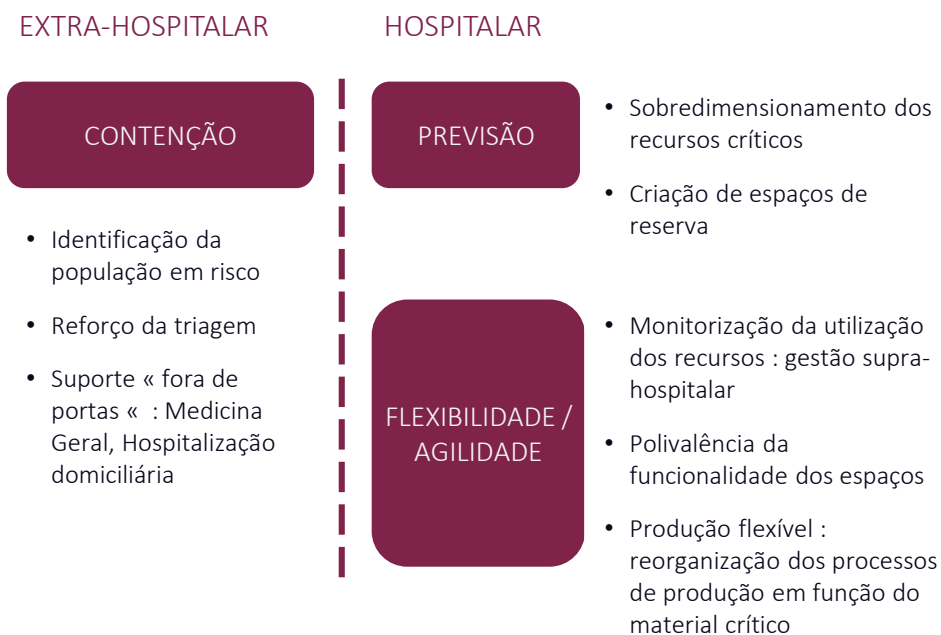 EXTRA-HOSPITALAR
CONTENÇÃO
• Identificação da
população em risco
• Reforço da triagem
• Suporte « fora de
portas «  : Medicina
Geral, Hospitalização
domiciliária
HOSPITALAR
PREVISÃO
• Sobredimensionamento dos
recursos críticos
• Criação de espaços de
reserva
FLEXIBILIDADE /
AGILIDADE
• Monitorização da utilização
dos recursos : gestão supra-
hospitalar
• Polivalência da
funcionalidade dos espaços
• Produção flexível :
reorganização dos processos
de produção em função do
material crítico